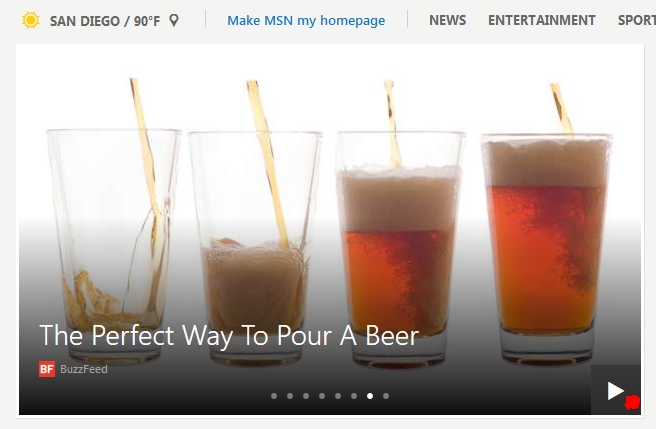 SAN DIEGO / 90°F Make MSN my homepage NEWS ENTERTAINMENT SPORT
The Perfect Way To Pour A Beer
BF BuzzFeed